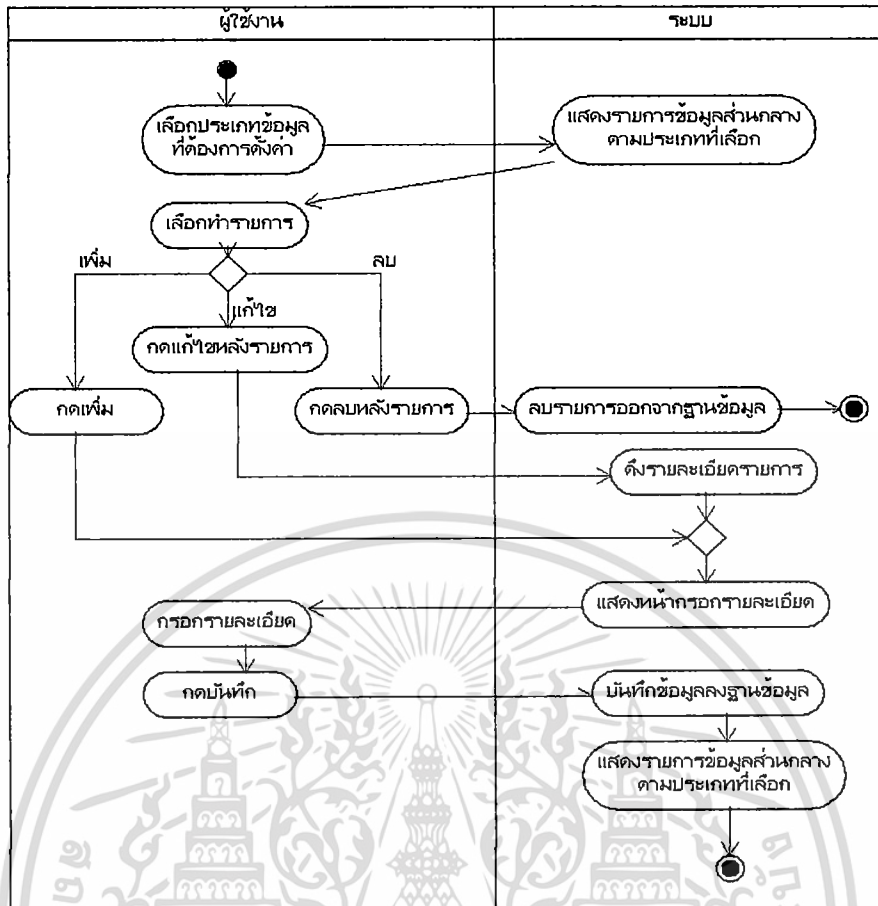 ผู้ใช้งาน
ระบบ
เลือกประเภทข้อมูล
ที่ต้องการตั้งค่า
แสดงรายการข้อมูลส่วนกลาง
ตามประเภทที่เลือก
เลือกทำรายการ
เพิ่ม
ลบ
แก้ไข
กดแก้ไขหลังรายการ
กดเพิ่ม
กดลบหลังรายการ
ลบรายการออกจากฐานข้อมูล
ดึงรายละเอียดรายการ
แสดงหน้ากรอกรายละเอียด
กรอกรายละเอียด
กดบันทึก
บันทึกข้อมูลลงฐานข้อมูล
แสดงรายการข้อมูลส่วนกลาง
ตามประเภทที่เลือก